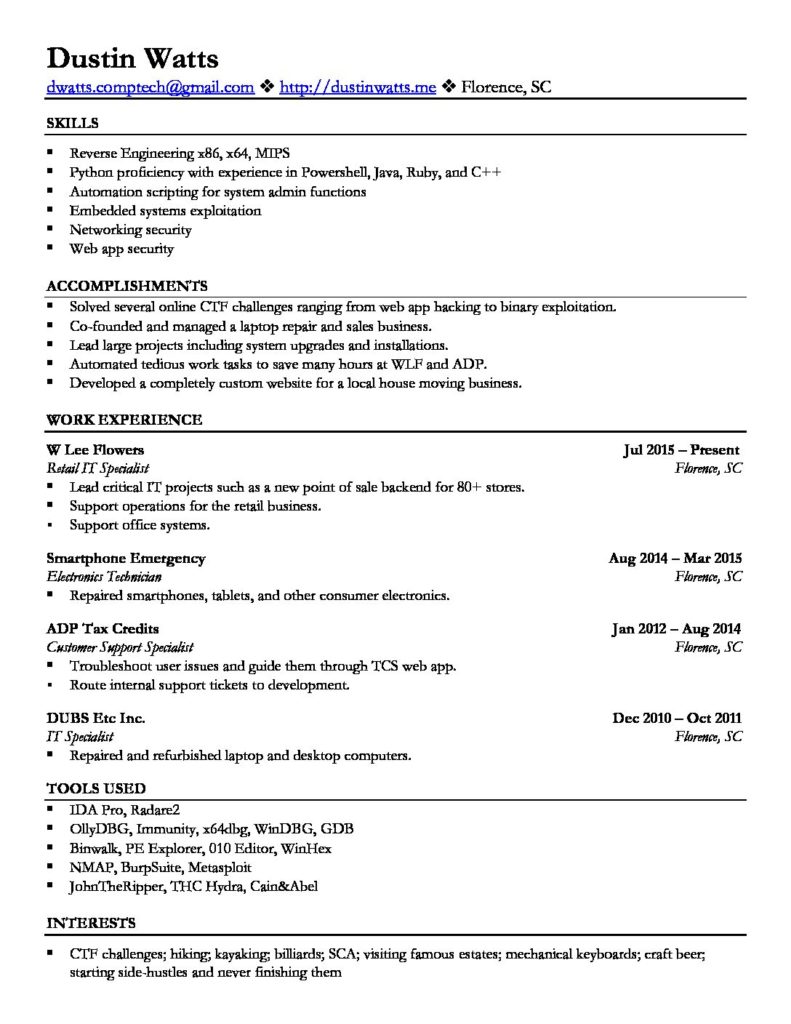 Dustin Watts
dwatts.comptech@gmail.com ❖ http://dustinwatts.me ❖ Florence, SC
SKILLS
▪ Reverse Engineering x86, x64, MIPS
▪ Python proficiency with experience in Powershell, Java, Ruby, and C++
▪ Automation scripting for system admin functions
▪ Embedded systems exploitation
▪ Networking security
▪ Web app security
ACCOMPLISHMENTS
▪ Solved several online CTF challenges ranging from web app hacking to binary exploitation.
▪ Co-founded and managed a laptop repair and sales business.
▪ Lead large projects including system upgrades and installations.
▪ Automated tedious work tasks to save many hours at WLF and ADP.
▪ Developed a completely custom website for a local house moving business.
WORK EXPERIENCE
W Lee Flowers Jul 2015 – Present
Retail IT Specialist Florence, SC
▪ Lead critical IT projects such as a new point of sale backend for 80+ stores.
▪ Support operations for the retail business.
▪ Support office systems.
Smartphone Emergency Aug 2014 – Mar 2015
Electronics Technician Florence, SC
▪ Repaired smartphones, tablets, and other consumer electronics.
ADP Tax Credits Jan 2012 – Aug 2014
Customer Support Specialist Florence, SC
▪ Troubleshoot user issues and guide them through TCS web app.
▪ Route internal support tickets to development.
DUBS Etc Inc. Dec 2010 – Oct 2011
IT Specialist Florence, SC
▪ Repaired and refurbished laptop and desktop computers.
TOOLS USED
▪ IDA Pro, Radare2
▪ OllyDBG, Immunity, x64dbg, WinDBG, GDB
▪ Binwalk, PE Explorer, 010 Editor, WinHex
▪ NMAP, BurpSuite, Metasploit
▪ JohnTheRipper, THC Hydra, Cain&Abel
INTERESTS
▪ CTF challenges; hiking; kayaking; billiards; SCA; visiting famous estates; mechanical keyboards; craft beer;
starting side-hustles and never finishing them